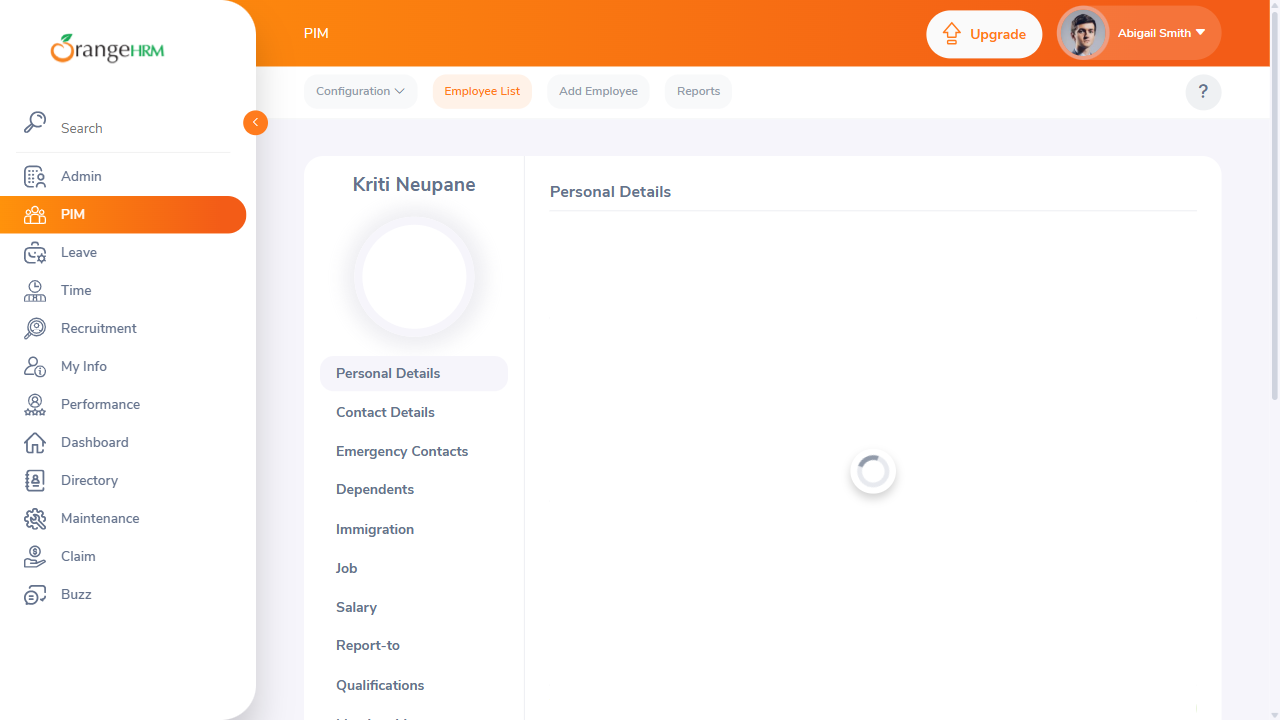 OrangeHRM
PIM
Upgrade
Abigail Smith
Search
Configuration
Employee List
Add Employee
Reports
?
Admin
PIM
Leave
Time
Recruitment
My Info
Performance
Dashboard
Directory
Maintenance
Claim
Buzz
Kriti Neupane
Personal Details
Contact Details
Emergency Contacts
Dependents
Immigration
Job
Salary
Report-to
Qualifications
Personal Details